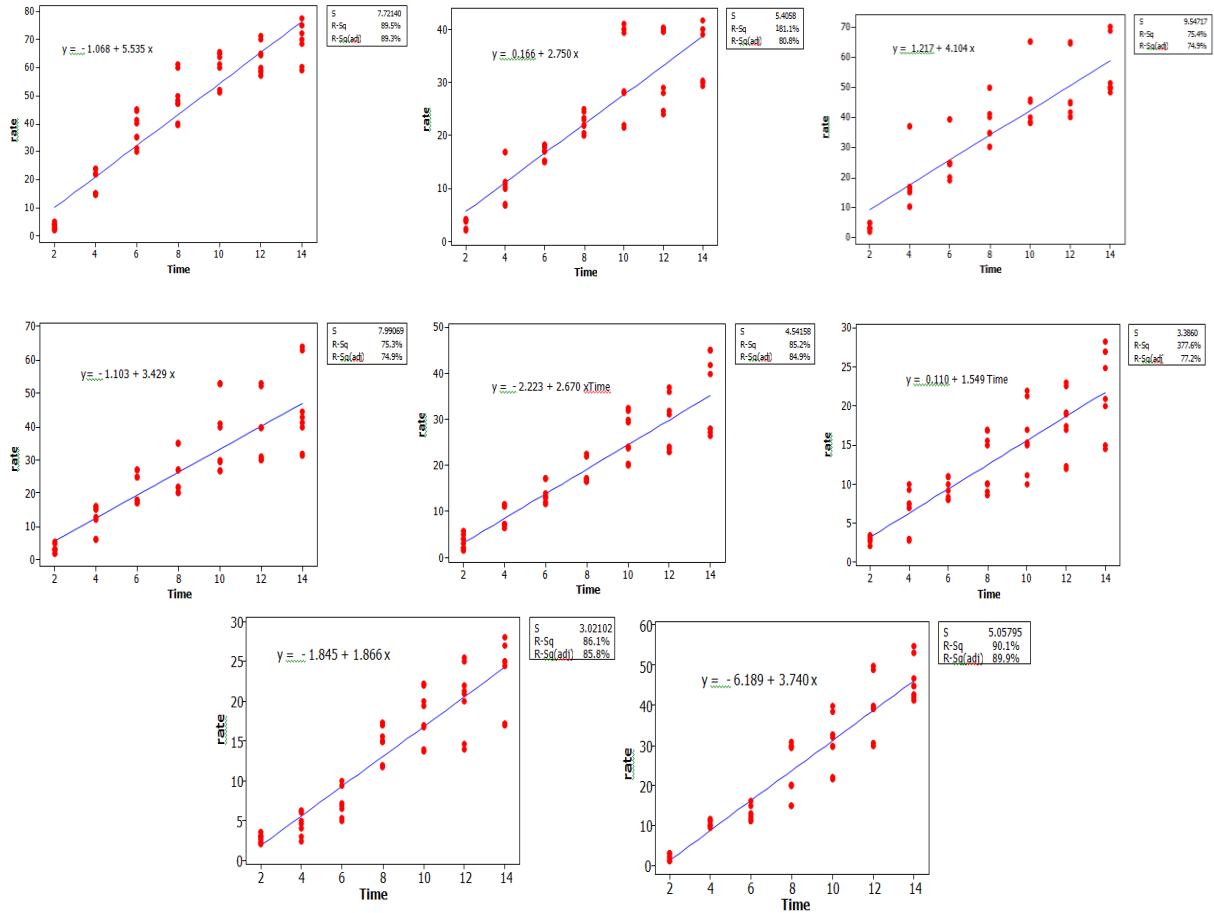 80
70
60
50
40
30
20
10
0
rate
y = - 1.068 + 5.535 x
2 4 6 8 10 12 14
Time
S 7.72140
R-Sq 89.5%
R-Sq(adj) 89.3%
40
30
20
10
0
rate
y = 0.166 + 2.750 x
2 4 6 8 10 12 14
Time
S 5.4058
R-Sq 181.1%
R-Sq(adj) 80.8%
70
60
50
40
30
20
10
0
rate
y = 1.217 + 4.104 x
2 4 6 8 10 12 14
Time
S 9.54717
R-Sq 75.4%
R-Sq(adj) 74.9%
70
60
50
40
30
20
10
0
rate
y = - 1.103 + 3.429 x
2 4 6 8 10 12 14
Time
S 7.99069
R-Sq 75.3%
R-Sq(adj) 74.9%
50
40
30
20
10
0
rate
y = - 2.223 + 2.670 xTime
2 4 6 8 10 12 14
Time
S 4.54158
R-Sq 85.2%
R-Sq(adj) 84.9%
30
25
20
15
10
5
0
rate
y = 0.110 + 1.549 Time
2 4 6 8 10 12 14
Time
S 3.3860
R-Sq 377.6%
R-Sq(adj) 77.2%
30
25
20
15
10
5
0
rate
y = - 1.845 + 1.866 x
2 4 6 8 10 12 14
Time
S 3.02102
R-Sq 86.1%
R-Sq(adj) 85.8%
60
50
40
30
20
10
0
rate
y = - 6.189 + 3.740 x
2 4 6 8 10 12 14
Time
S 5.05795
R-Sq 90.1%
R-Sq(adj) 89.9%